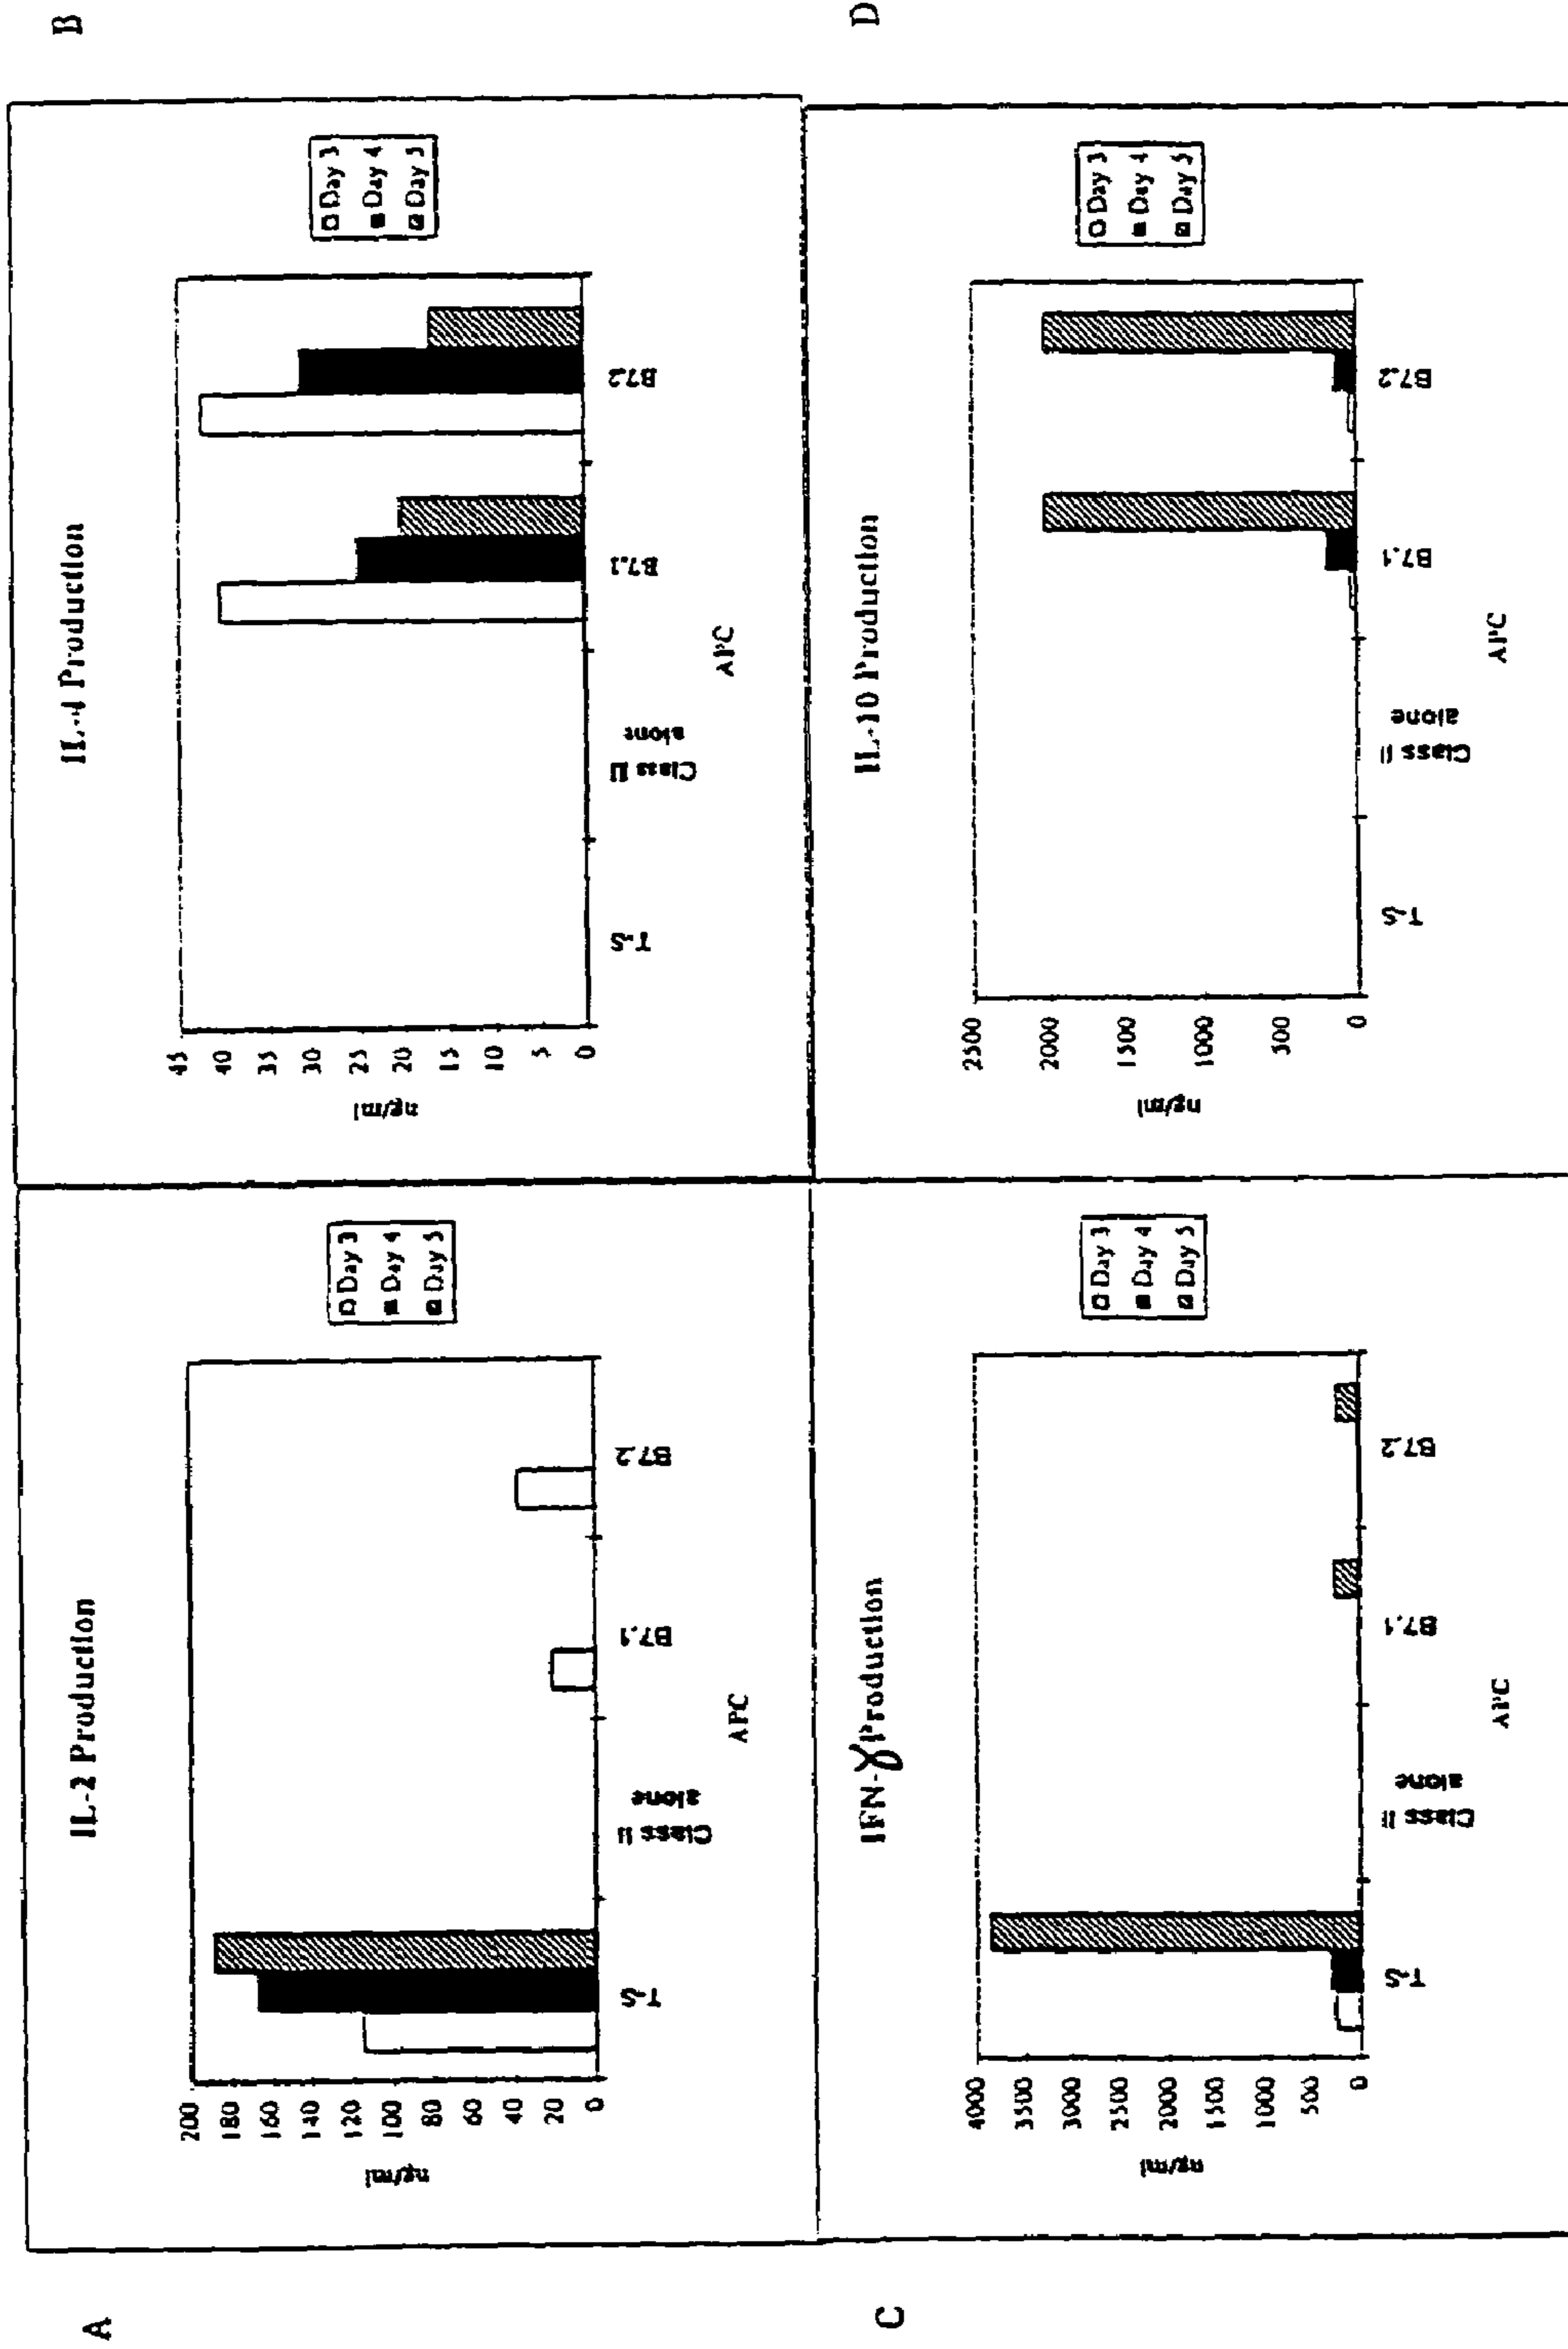 A
IL-2 Production
ng/ml
200
180
160
140
120
100
80
60
40
20
0
T-S
Class II
alone
B7.1
B7.2
APC
Day 3
Day 4
Day 5
B
IL-4 Production
ng/ml
45
40
35
30
25
20
15
10
5
0
T-S
Class II
alone
B7.1
B7.2
APC
Day 3
Day 4
Day 5
C
IFN-γ Production
ng/ml
4000
3500
3000
2500
2000
1500
1000
500
0
T-S
Class II
alone
B7.1
B7.2
APC
Day 3
Day 4
Day 5
D
IL-10 Production
ng/ml
2500
2000
1500
1000
500
0
T-S
Class II
alone
B7.1
B7.2
APC
Day 3
Day 4
Day 5